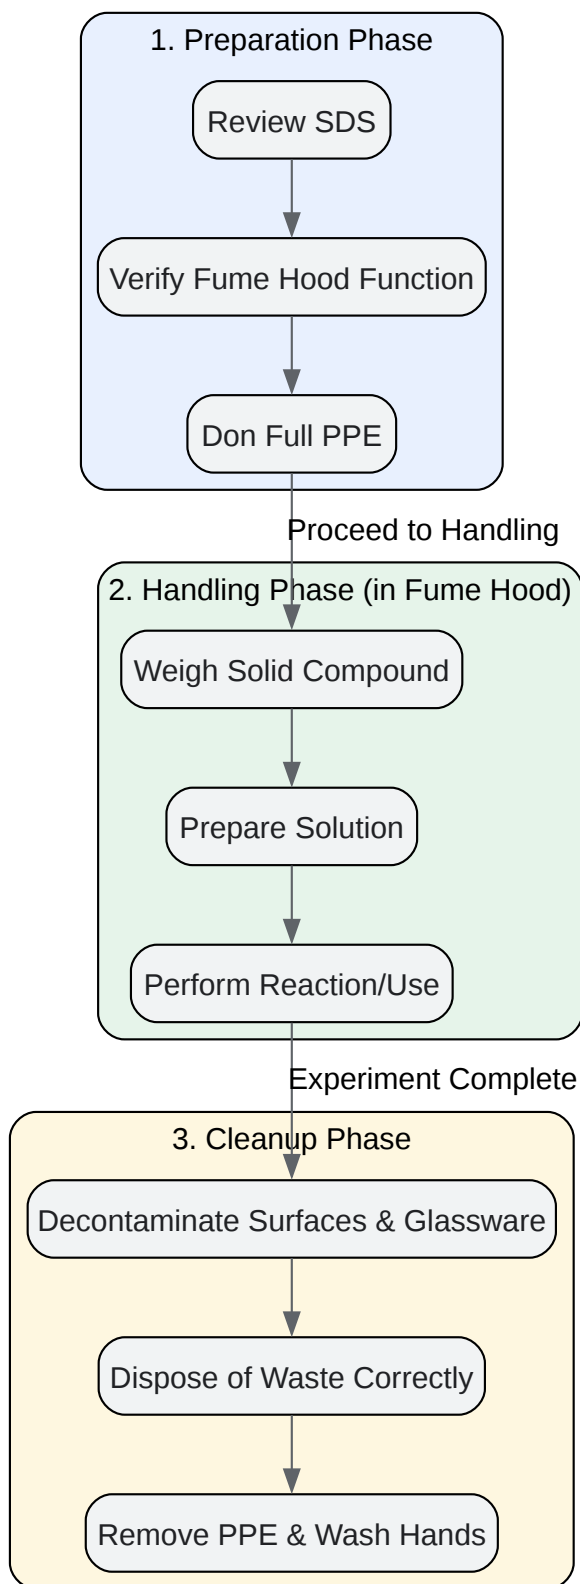 1. Preparation Phase
Review SDS
Verify Fume Hood Function
Don Full PPE
Proceed to Handling
2. Handling Phase (in Fume Hood)
Weigh Solid Compound
Prepare Solution
Perform Reaction/Use
Experiment Complete
3. Cleanup Phase
Decontaminate Surfaces & Glassware
Dispose of Waste Correctly
Remove PPE & Wash Hands